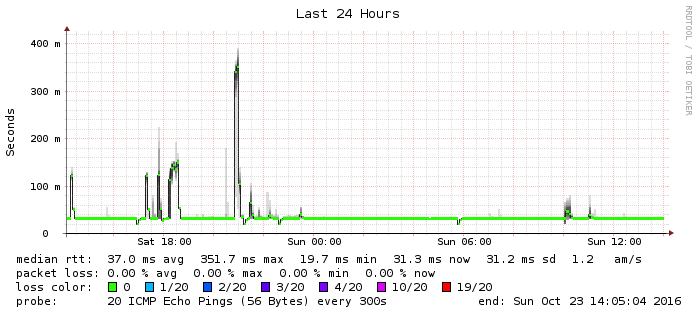 Last 24 Hours
RRDTOOL / TOBI OETIKER
Seconds
400 m
300 m
200 m
100 m
0
Sat 18:00 Sun 00:00 Sun 06:00 Sun 12:00
median rtt: 37.0 ms avg 351.7 ms max 19.7 ms min 31.3 ms now 31.2 ms sd 1.2 am/s
packet loss: 0.00 % avg 0.00 % max 0.00 % min 0.00 % now
loss color: 0 1/20 2/20 3/20 4/20 10/20 19/20
probe: 20 ICMP Echo Pings (56 Bytes) every 300s end: Sun Oct 23 14:05:04 2016